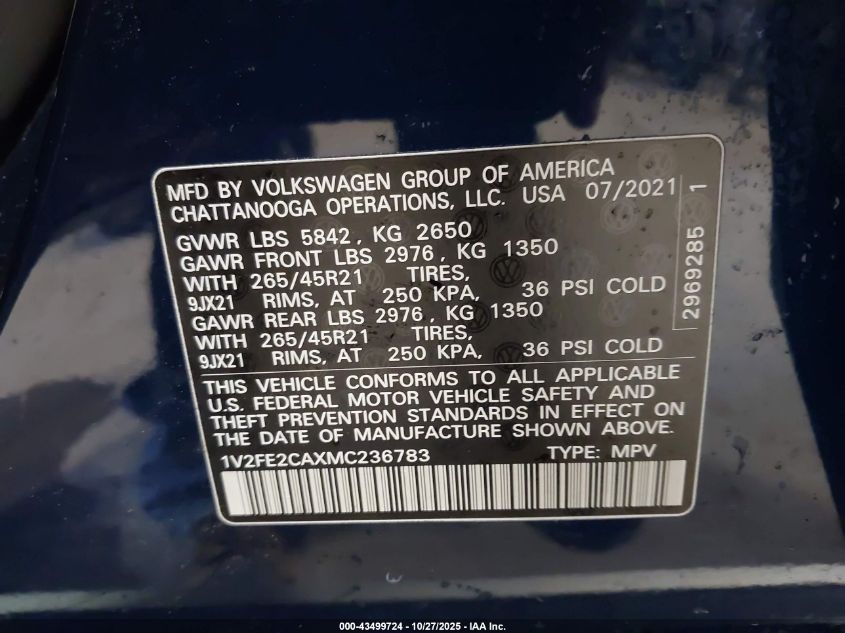 MFD BY VOLKSWAGEN GROUP OF AMERICA
CHATTANOOGA OPERATIONS, LLC. USA 07/2021
GVWR LBS 5842, KG 2650
GAWR FRONT LBS 2976, KG 1350
WITH 265/45R21 TIRES,
9JX21 RIMS, AT 250 KPA, 36 PSI COLD
GAWR REAR LBS 2976, KG 1350
WITH 265/45R21 TIRES,
9JX21 RIMS, AT 250 KPA, 36 PSI COLD
THIS VEHICLE CONFORMS TO ALL APPLICABLE
U.S. FEDERAL MOTOR VEHICLE SAFETY AND
THEFT PREVENTION STANDARDS IN EFFECT ON
THE DATE OF MANUFACTURE SHOWN ABOVE.
1V2FE2CAXMC236783 TYPE: MPV
2969285 1
000-43499724 | 10/27/2025 - IAA Inc.